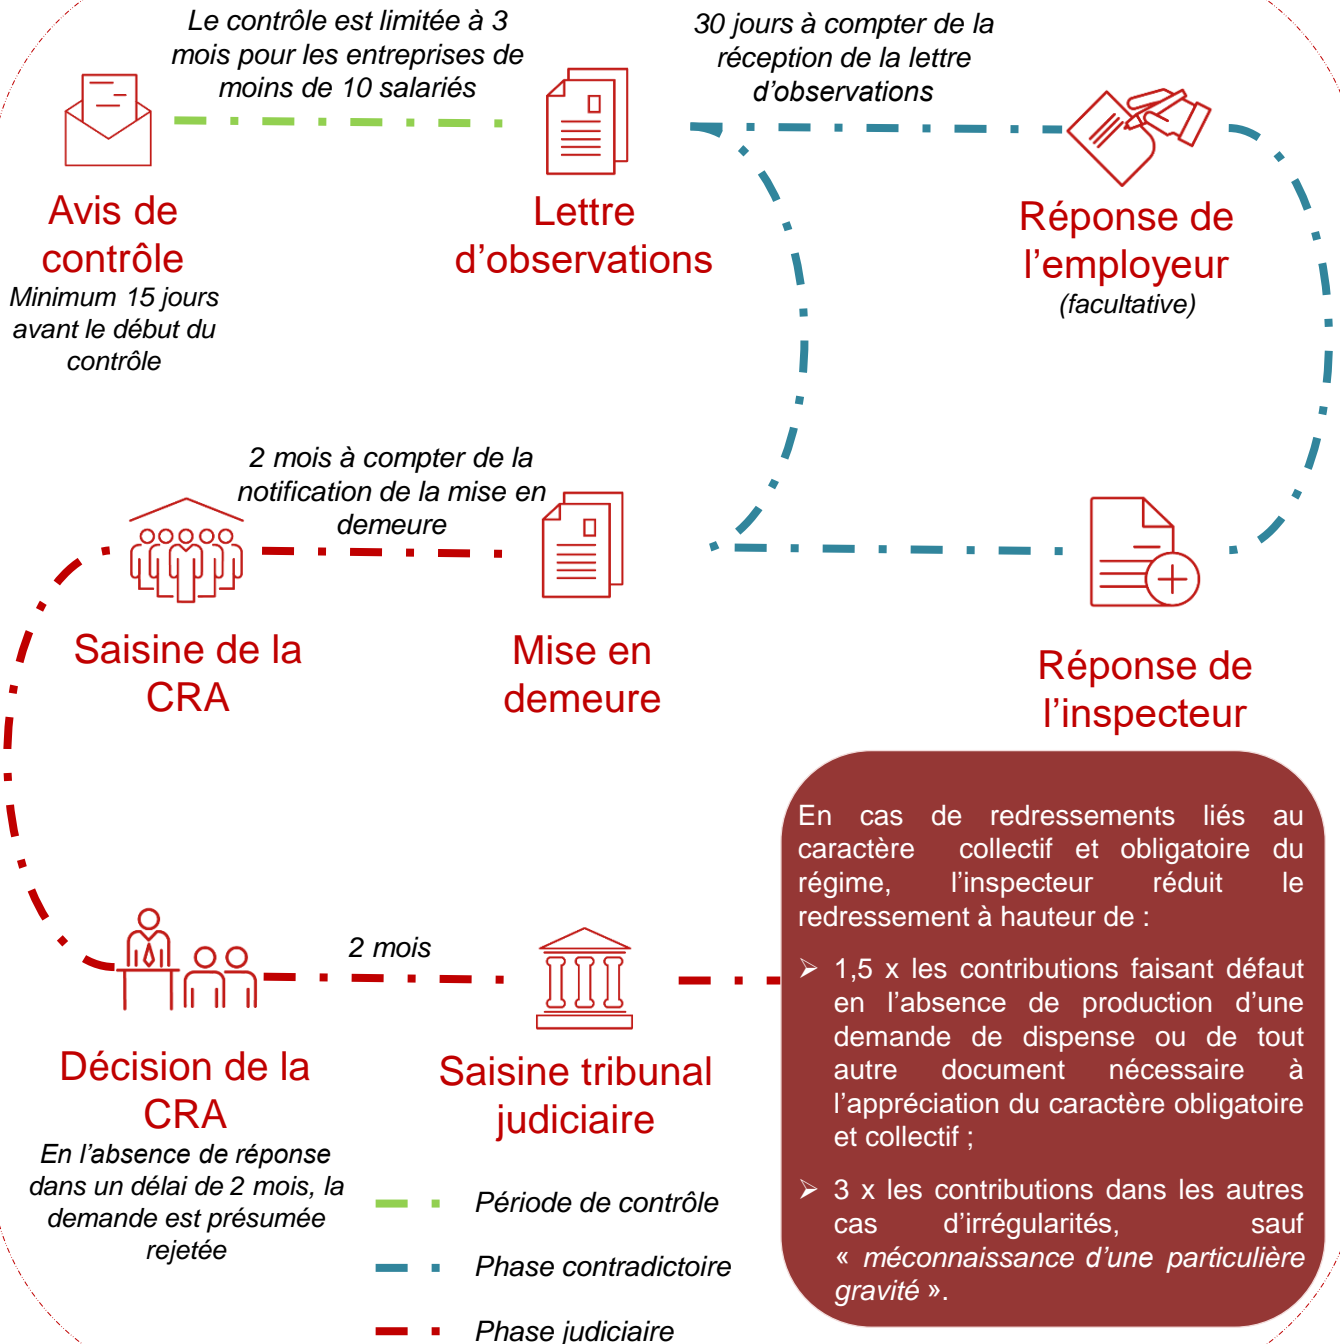 Le contrôle est limitée à 3
mois pour les entreprises de
moins de 10 salariés
30 jours à compter de la
réception de la lettre
d’observations
Avis de
contrôle
Minimum 15 jours
avant le début du
contrôle
Lettre
d’observations
Réponse de
l’employeur
(facultative)
2 mois à compter de la
notification de la mise en
demeure
Saisine de la
CRA
Mise en
demeure
Réponse de
l’inspecteur
2 mois
Décision de la
CRA
En l’absence de réponse
dans un délai de 2 mois, la
demande est présumée
rejetée
Saisine tribunal
judiciaire
En cas de redressements liés au
caractère collectif et obligatoire du
régime, l’inspecteur réduit le
redressement à hauteur de :
➢ 1,5 x les contributions faisant défaut
en l’absence de production d’une
demande de dispense ou de tout
autre document nécessaire à
l’appréciation du caractère obligatoire
et collectif ;
➢ 3 x les contributions dans les autres
cas d’irrégularités, sauf
« méconnaissance d’une particulière
gravité ».
Période de contrôle
Phase contradictoire
Phase judiciaire